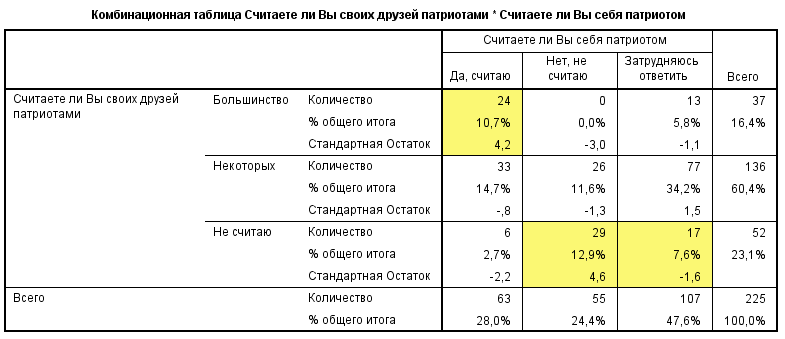 Комбинационная таблица Считаете ли Вы своих друзей патриотами * Считаете ли Вы себя патриотом
Считаете ли Вы себя патриотом
Да, считаю Нет, не считаю Затрудняюсь ответить Всего
Считаете ли Вы своих друзей патриотами Большинство Количество 24 0 13 37
% общего итога 10,7% 0,0% 5,8% 16,4%
Стандартная Остаток 4,2 -3,0 -1,1
Некоторых Количество 33 26 77 136
% общего итога 14,7% 11,6% 34,2% 60,4%
Стандартная Остаток -,8 -1,3 1,5
Не считаю Количество 6 29 17 52
% общего итога 2,7% 12,9% 7,6% 23,1%
Стандартная Остаток -2,2 4,6 -1,6
Всего Количество 63 55 107 225
% общего итога 28,0% 24,4% 47,6% 100,0%